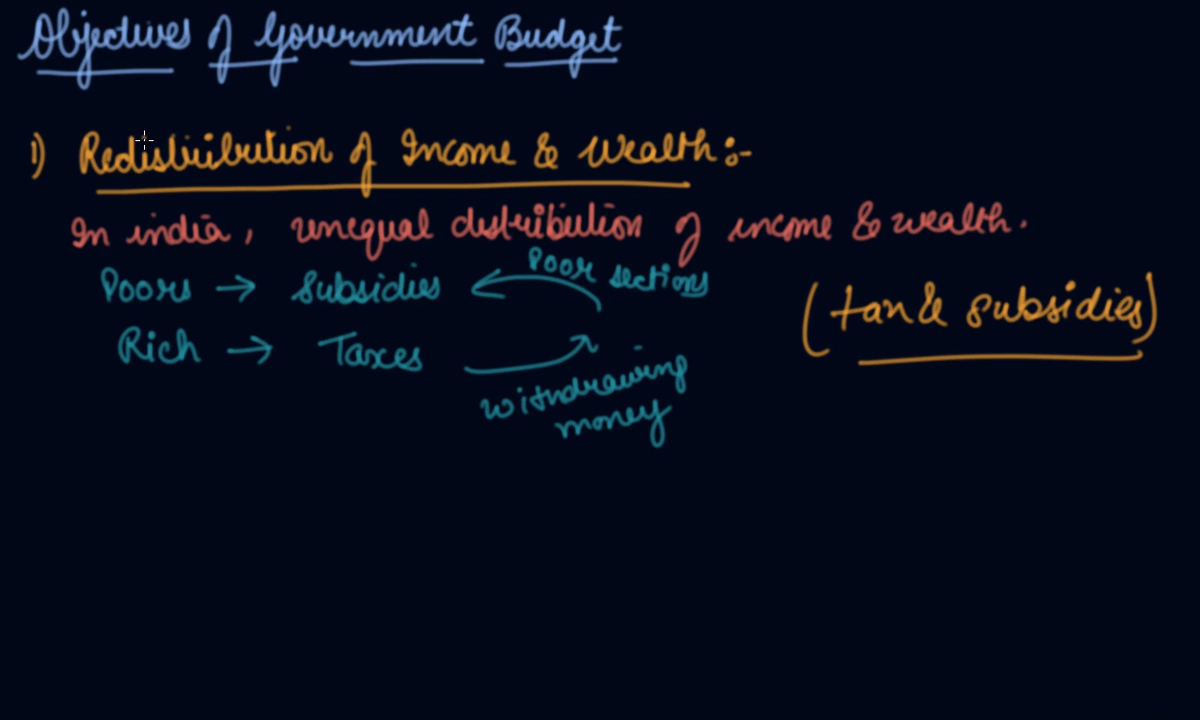 Objectives of Government Budget
1) Redistribution of Income & Wealth:-
In india, unequal distribution of income & wealth.
Poors → Subsidies
Poor sections
Rich → Taxes
withdrawing
money
(tax & subsidies)